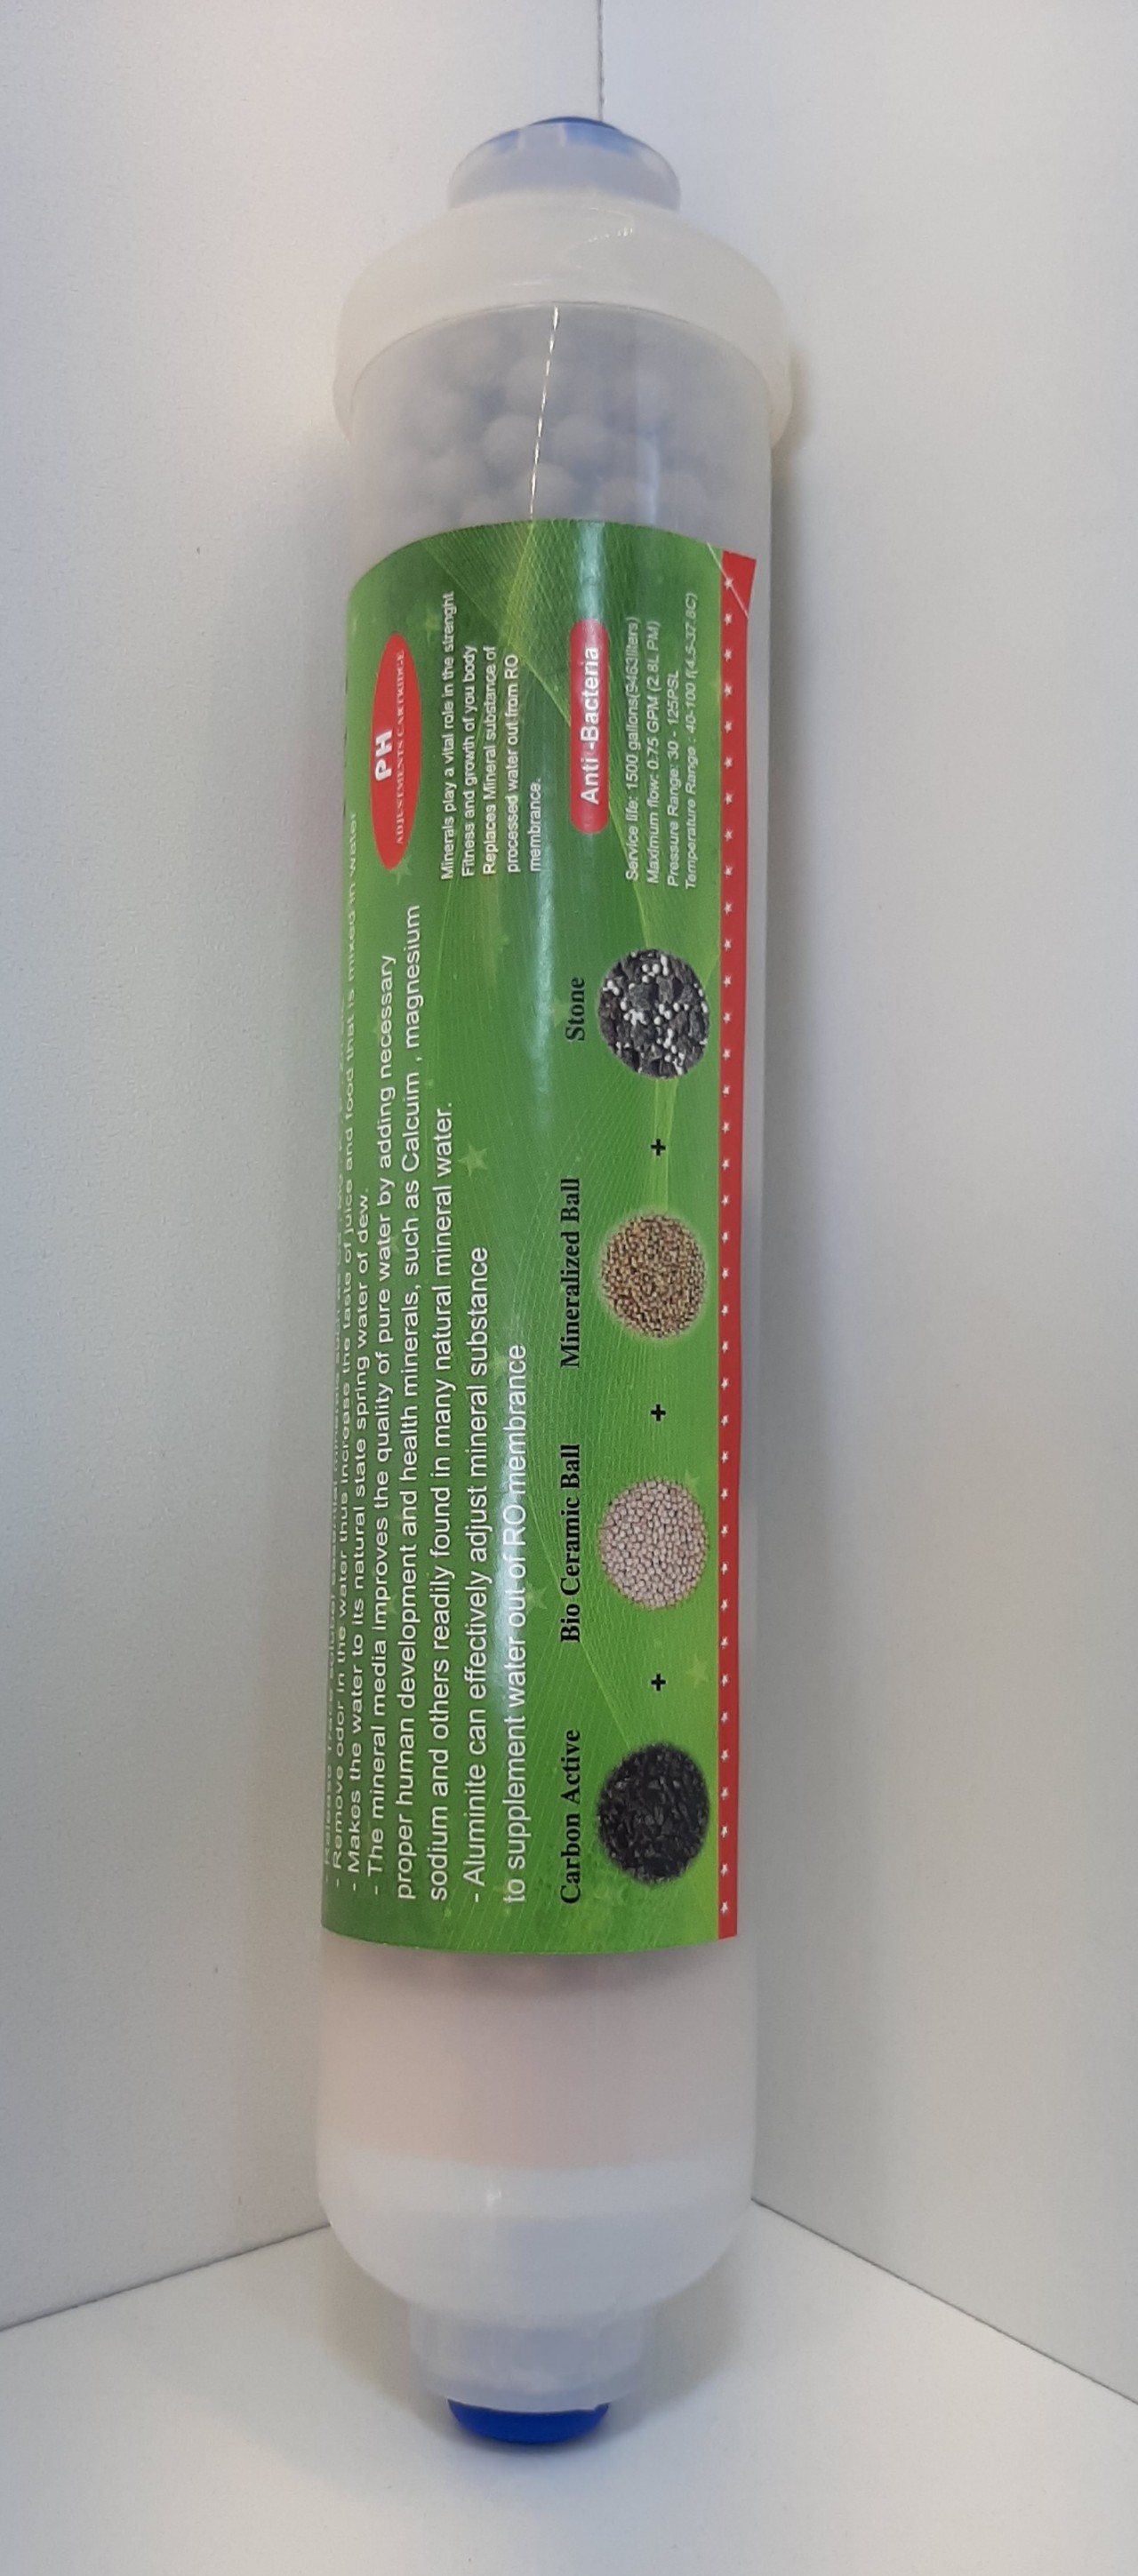 - Remove odor in the water thus increase the taste of juice and food that is mixed in water
- Makes the water to its natural state spring water of dew.
- The mineral media improves the quality of pure water by adding necessary
proper human development and health minerals, such as Calcuim , magnesium
sodium and others readily found in many natural mineral water.
- Aluminite can effectively adjust mineral substance
to supplement water out of RO membrance
Carbon Active
+
Bio Ceramic Ball
+
Mineralized Ball
+
Stone
PH
ADJUSTMENTS CARTRIDGE
Minerals play a vital role in the strenght
Fitness and growth of you body
Replaces Mineral substance of
processed water out from RO
membrance.
Anti -Bacteria
Service life: 1500 gallons(9463liters)
Maximum flow: 0.75 GPM (2.8L PM)
Pressure Range: 30 - 125PSL
Temperature Range : 40-100 f(4.5-37.8C)